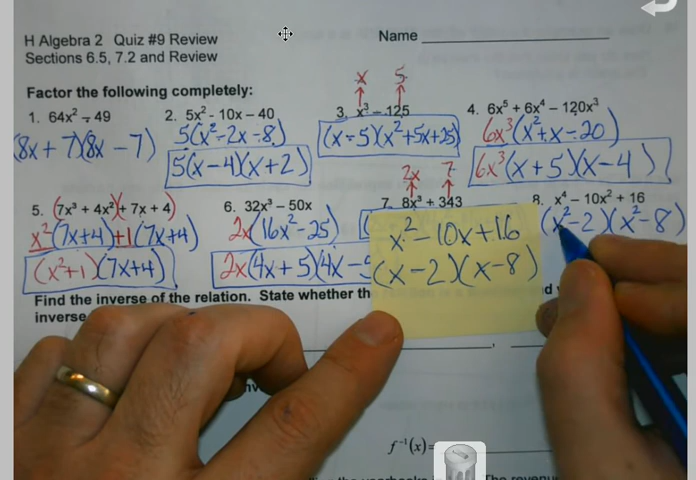 H Algebra 2 Quiz #9 Review
Name
Sections 6.5, 7.2 and Review
x 5
Factor the following completely:
1. 64x² - 49
2. 5x² - 10x – 40
3. x³ – 125
4. 6x⁵ + 6x⁴ – 120x³
(8x + 7)(8x - 7)
5(x² - 2x - 8)
(x - 5)(x² + 5x + 25)
6x³(x² + x - 20)
5(x - 4)(x + 2)
6x³(x + 5)(x - 4)
2x 7
5. (7x³ + 4x²)(+ 7x + 4)
6. 32x³ – 50x
7. 8x³ + 343
8. x⁴ – 10x² + 16
x²(7x+4)+1(7x+4)
2x(16x² - 25)
(
x² - 10x + 16
(x² - 2)(x² - 8)
(x² + 1)(7x + 4)
2x(4x + 5)(4x -
(x - 2)(x - 8)
Find the inverse of the relation. State whether th
inverse
f⁻¹(x)=